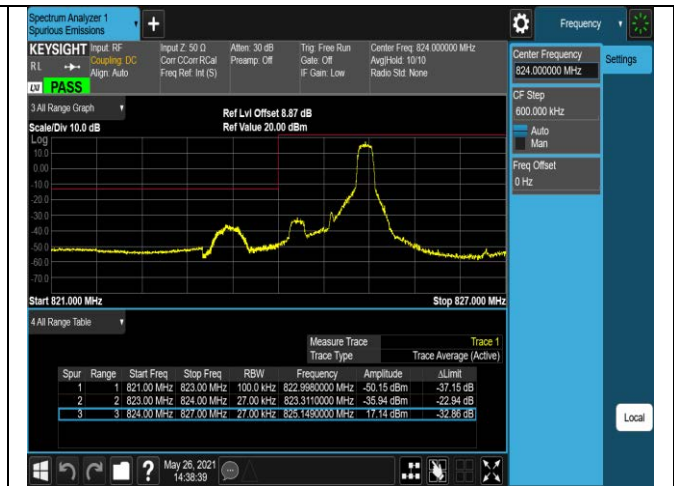 Spectrum Analyzer 1
Spurious Emissions
+
Frequency
KEYSIGHT
RL
PASS
Input: RF
Coupling: DC
Align: Auto
Input Z: 50 Ω
Corr CCorr RCal
Freq Ref: Int (S)
Atten: 30 dB
Preamp: Off
Trig: Free Run
Gate: Off
IF Gain: Low
Center Freq: 824.000000 MHz
Avg|Hold: 10/10
Radio Std: None
Center Frequency
824.000000 MHz
Settings
CF Step
600.000 kHz
Auto
Man
Freq Offset
0 Hz
Local
3 All Range Graph
Scale/Div 10.0 dB
Ref Lvl Offset 8.87 dB
Ref Value 20.00 dBm
Log
10.0
0.00
-10.0
-20.0
-30.0
-40.0
-50.0
-60.0
-70.0
Start 821.000 MHz Stop 827.000 MHz
4 All Range Table
Measure Trace Trace 1
Trace Type Trace Average (Active)
Spur Range Start Freq Stop Freq RBW Frequency Amplitude ΔLimit
1 1 821.00 MHz 823.00 MHz 100.0 kHz 822.9980000 MHz -50.15 dBm -37.15 dB
2 2 823.00 MHz 824.00 MHz 27.00 kHz 823.3110000 MHz -35.94 dBm -22.94 dB
3 3 824.00 MHz 827.00 MHz 27.00 kHz 825.1490000 MHz 17.14 dBm -32.86 dB
?
May 26, 2021
14:38:39